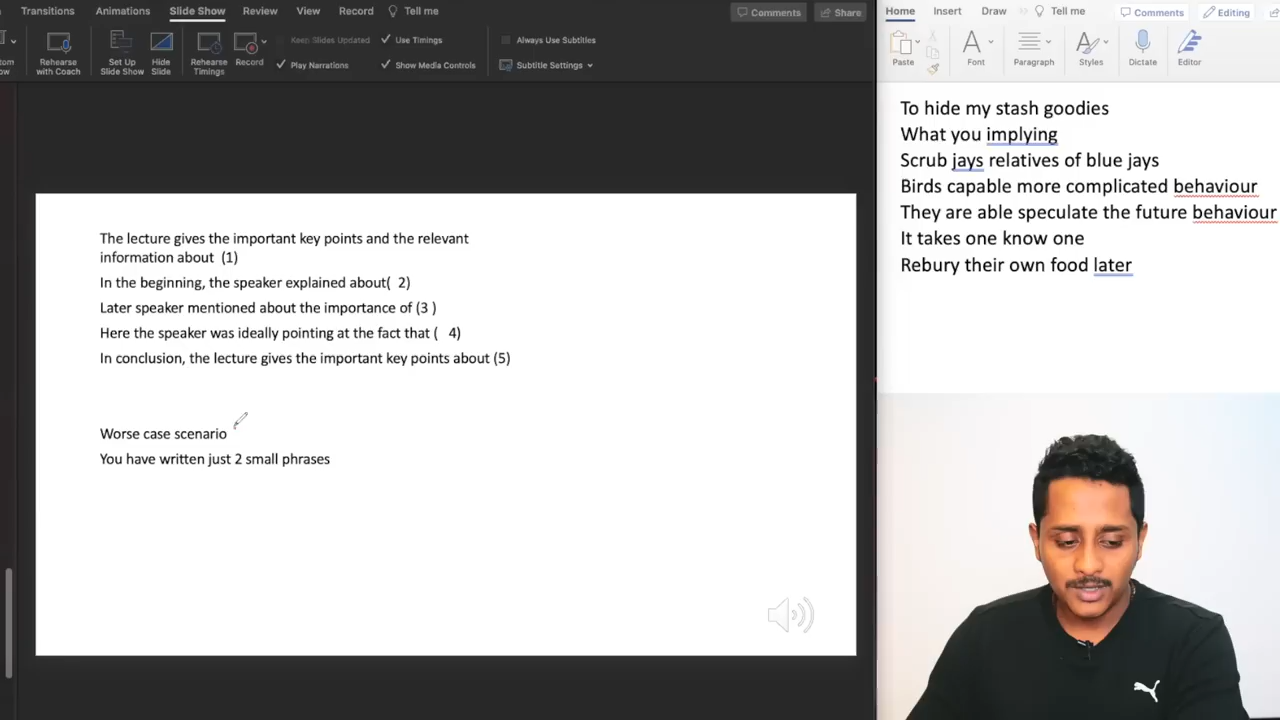 Transitions Animations Slide Show Review View Record Tell me
Comments Share
Rehearse with Coach
Set Up Slide Show
Hide Slide
Rehearse Timings
Record
Keep Slides Updated
Play Narrations
Use Timings
Show Media Controls
Always Use Subtitles
Subtitle Settings
The lecture gives the important key points and the relevant
information about (1)
In the beginning, the speaker explained about( 2)
Later speaker mentioned about the importance of (3 )
Here the speaker was ideally pointing at the fact that ( 4)
In conclusion, the lecture gives the important key points about (5)
Worse case scenario
You have written just 2 small phrases
Home Insert Draw Tell me
Comments Editing
Paste Font Paragraph Styles Dictate Editor
To hide my stash goodies
What you implying
Scrub jays relatives of blue jays
Birds capable more complicated behaviour
They are able speculate the future behaviour
It takes one know one
Rebury their own food later
PUMA